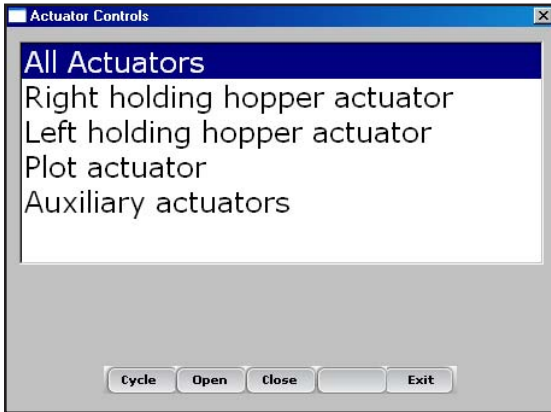 Actuator Controls
All Actuators
Right holding hopper actuator
Left holding hopper actuator
Plot actuator
Auxiliary actuators
Cycle Open Close Exit